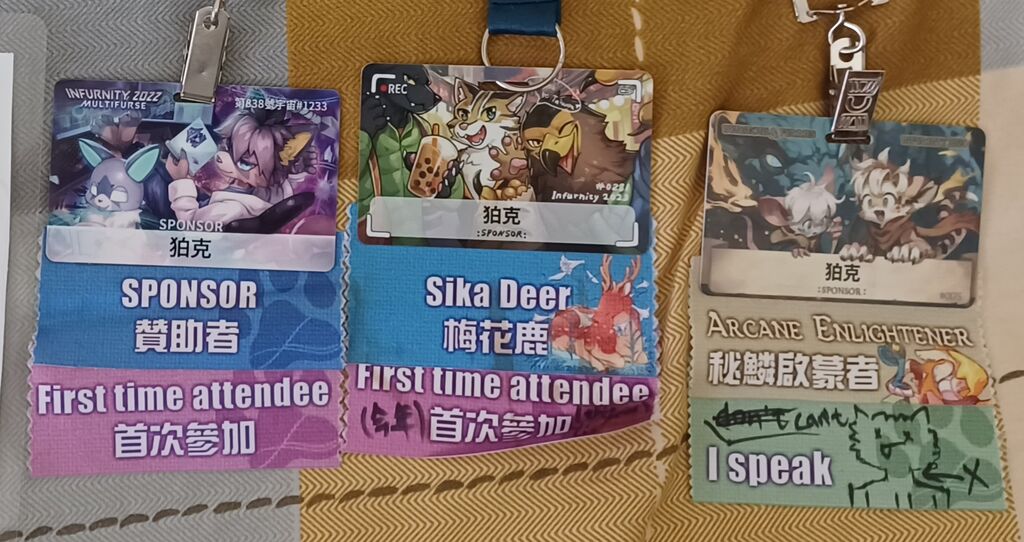 INFURNITY 2022
MULTIFURSE
第838號宇宙#1233
SPONSOR
狛克
SPONSOR
贊助者
First time attendee
首次參加
REC
Infurnity 2023
狛克
:SPONSOR:
Sika Deer
梅花鹿
First time attendee
(今年) 首次參加
狛克
:SPONSOR:
ARCANE ENLIGHTENER
秘鱗啟蒙者
can't
I speak
X